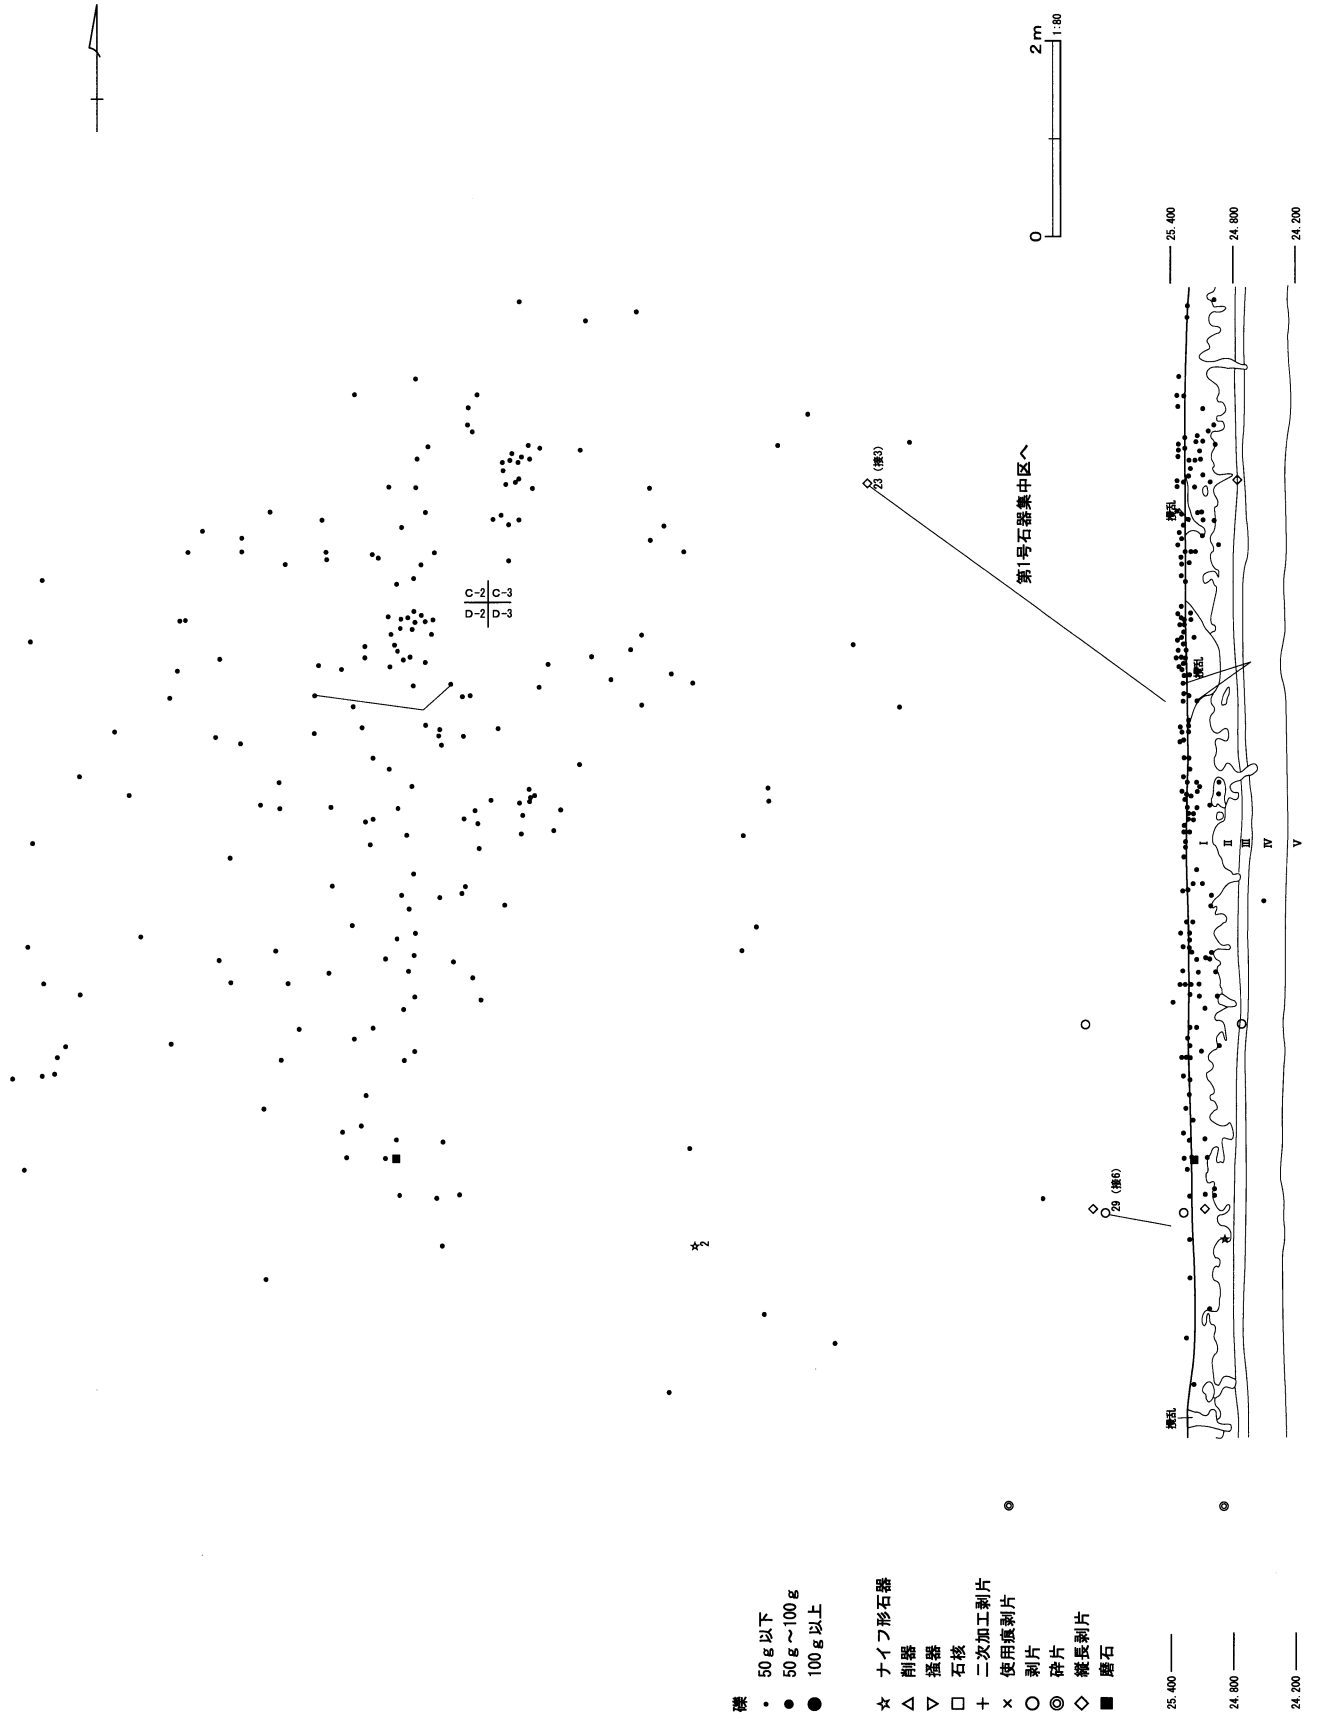 2 m
0
1:80
25.400
24.800
24.200
C-2
C-3
D-2
D-3
23 (接3)
第1号石器集中区へ
攪乱
攪乱
I
II
III
IV
V
29 (接6)
2
攪乱
礫
50g以下
50g～100g
100g以上
ナイフ形石器
削器
掻器
石核
二次加工剥片
使用痕剥片
剥片
砕片
縦長剥片
磨石
25.400
24.800
24.200